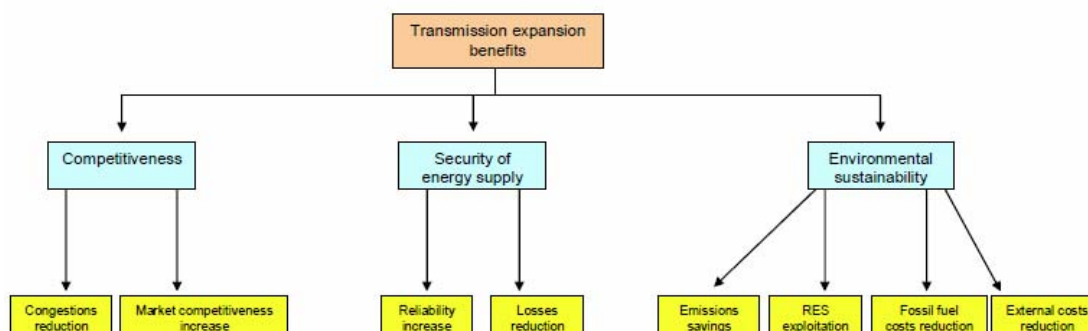 Transmission expansion
benefits
Competitiveness
Security of
energy supply
Environmental
sustainability
Congestions
reduction
Market competitiveness
increase
Reliability
increase
Losses
reduction
Emissions
savings
RES
exploitation
Fossil fuel
costs reduction
External costs
reduction